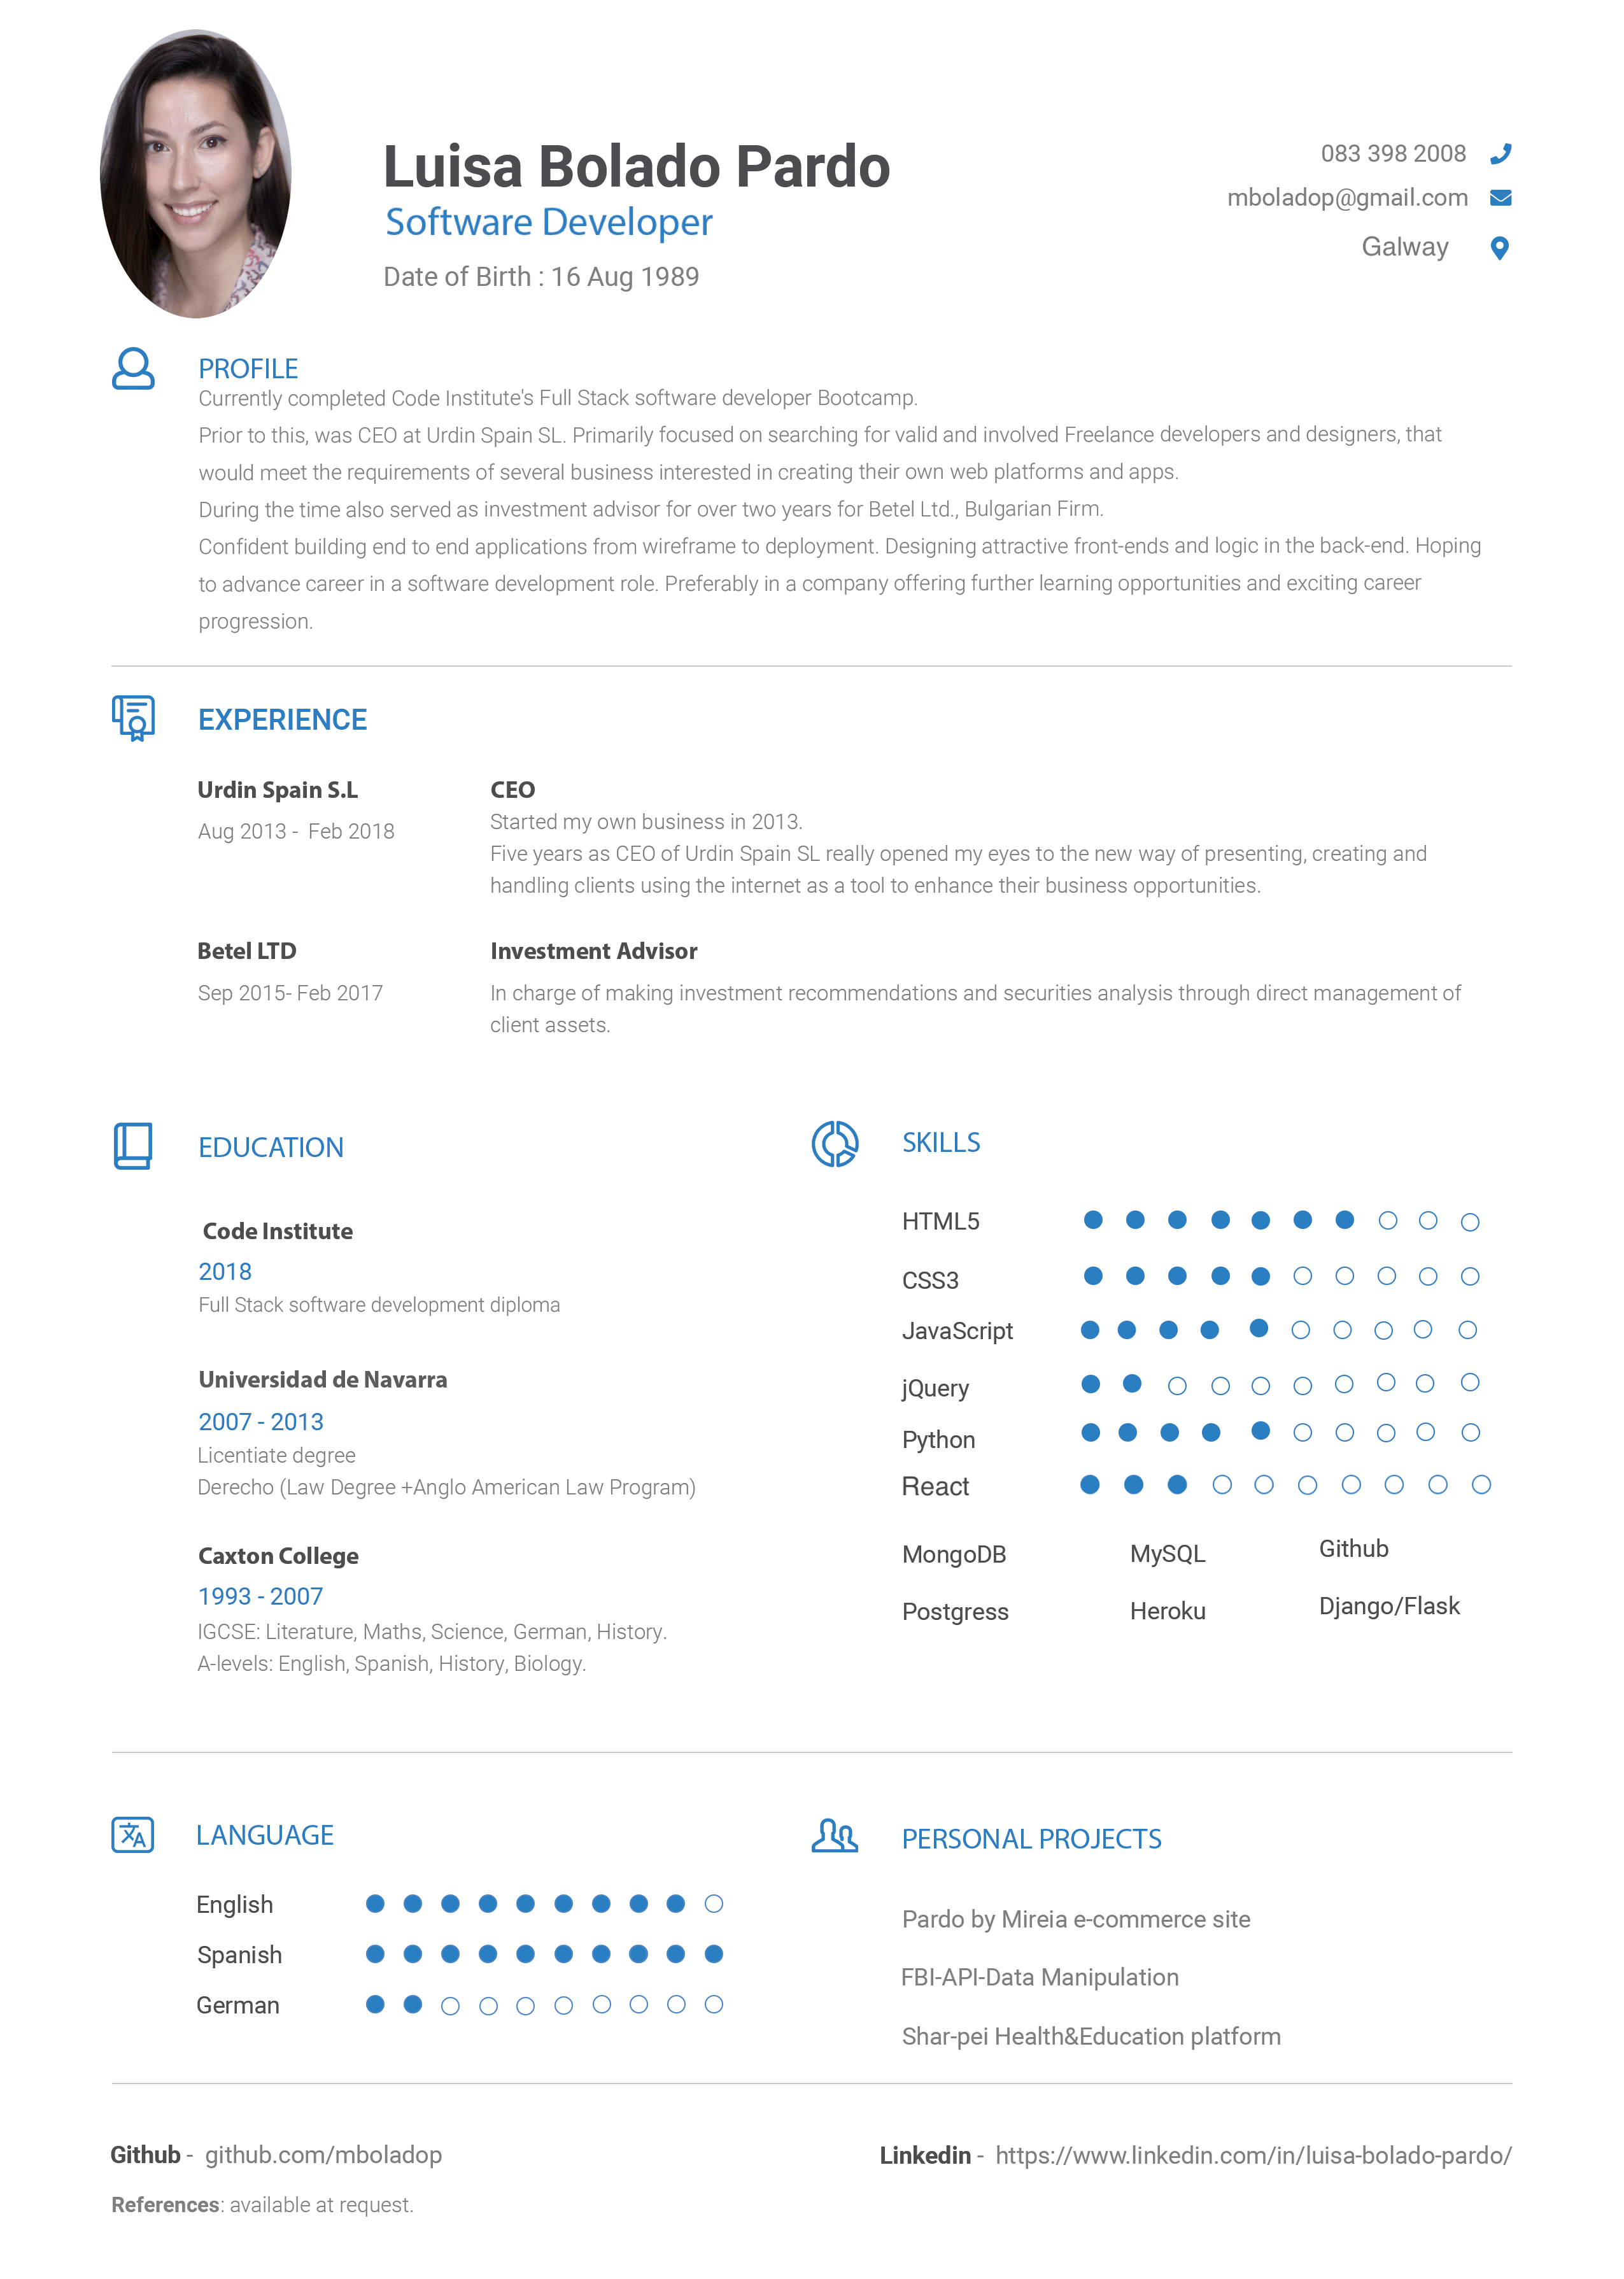 Luisa Bolado Pardo
Software Developer
Date of Birth : 16 Aug 1989
083 398 2008
mboladop@gmail.com
Galway
PROFILE
Currently completed Code Institute's Full Stack software developer Bootcamp.
Prior to this, was CEO at Urdin Spain SL. Primarily focused on searching for valid and involved Freelance developers and designers, that
would meet the requirements of several business interested in creating their own web platforms and apps.
During the time also served as investment advisor for over two years for Betel Ltd., Bulgarian Firm.
Confident building end to end applications from wireframe to deployment. Designing attractive front-ends and logic in the back-end. Hoping
to advance career in a software development role. Preferably in a company offering further learning opportunities and exciting career
progression.
EXPERIENCE
Urdin Spain S.L
Aug 2013 - Feb 2018
CEO
Started my own business in 2013.
Five years as CEO of Urdin Spain SL really opened my eyes to the new way of presenting, creating and
handling clients using the internet as a tool to enhance their business opportunities.
Betel LTD
Sep 2015- Feb 2017
Investment Advisor
In charge of making investment recommendations and securities analysis through direct management of
client assets.
EDUCATION
Code Institute
2018
Full Stack software development diploma
Universidad de Navarra
2007 - 2013
Licentiate degree
Derecho (Law Degree +Anglo American Law Program)
Caxton College
1993 - 2007
IGCSE: Literature, Maths, Science, German, History.
A-levels: English, Spanish, History, Biology.
SKILLS
HTML5
CSS3
JavaScript
jQuery
Python
React
MongoDB MySQL Github
Postgress Heroku Django/Flask
LANGUAGE
English
Spanish
German
PERSONAL PROJECTS
Pardo by Mireia e-commerce site
FBI-API-Data Manipulation
Shar-pei Health&Education platform
Github - github.com/mboladop
Linkedin - https://www.linkedin.com/in/luisa-bolado-pardo/
References: available at request.